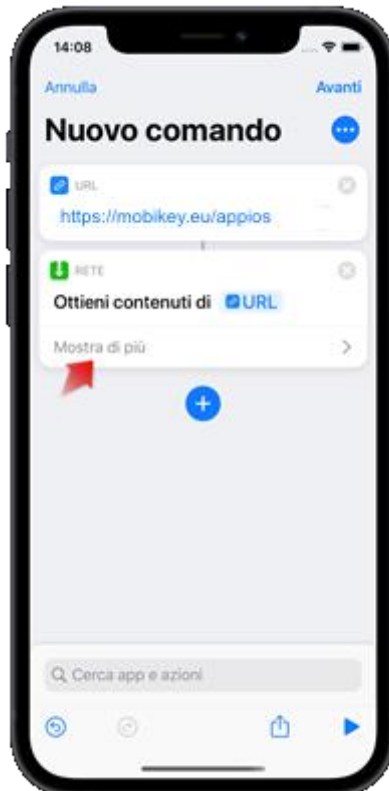 14:08
Annulla Avanti
Nuovo comando
URL
https://mobikey.eu/appios
RETE
Ottieni contenuti di URL
Mostra di più
Cerca app e azioni